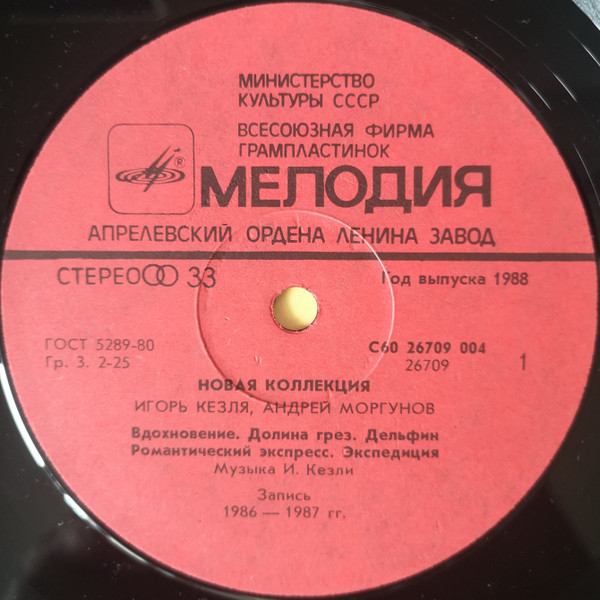 МИНИСТЕРСТВО
КУЛЬТУРЫ СССР
ВСЕСОЮЗНАЯ ФИРМА
ГРАМПЛАСТИНОК
®
МЕЛОДИЯ
АПРЕЛЕВСКИЙ ОРДЕНА ЛЕНИНА ЗАВОД
СТЕРЕО 33
Год выпуска 1988
ГОСТ 5289-80
Гр. 3. 2-25
С60 26709 004
26709
1
НОВАЯ КОЛЛЕКЦИЯ
ИГОРЬ КЕЗЛЯ, АНДРЕЙ МОРГУНОВ
Вдохновение. Долина грез. Дельфин
Романтический экспресс. Экспедиция
Музыка И. Кезли
Запись
1986 — 1987 гг.